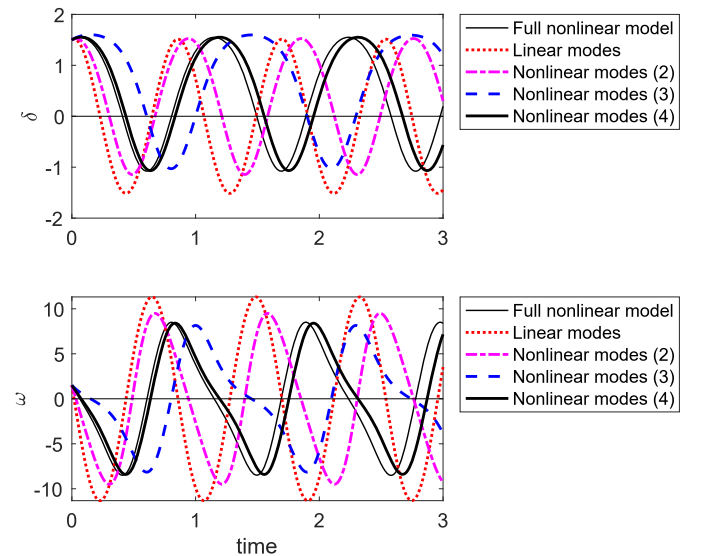 2
1
0
-1
-2
δ
0
1
2
3
Full nonlinear model
Linear modes
Nonlinear modes (2)
Nonlinear modes (3)
Nonlinear modes (4)
10
5
0
-5
-10
ω
0
1
2
3
time
Full nonlinear model
Linear modes
Nonlinear modes (2)
Nonlinear modes (3)
Nonlinear modes (4)